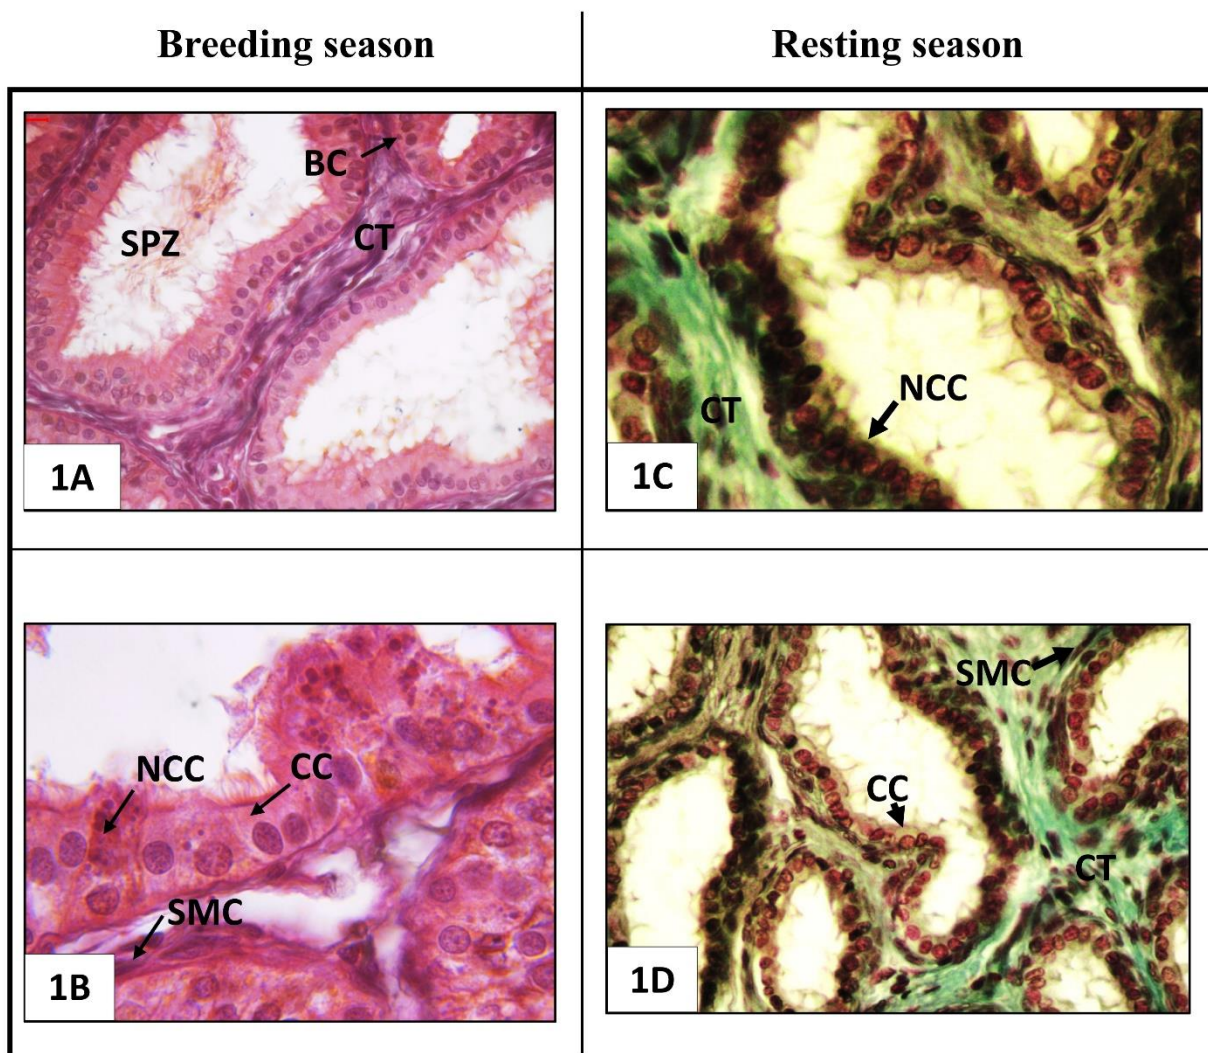 Breeding season
Resting season
BC
SPZ
CT
1A
NCC
CT
1C
NCC
CC
SMC
1B
SMC
CC
CT
1D